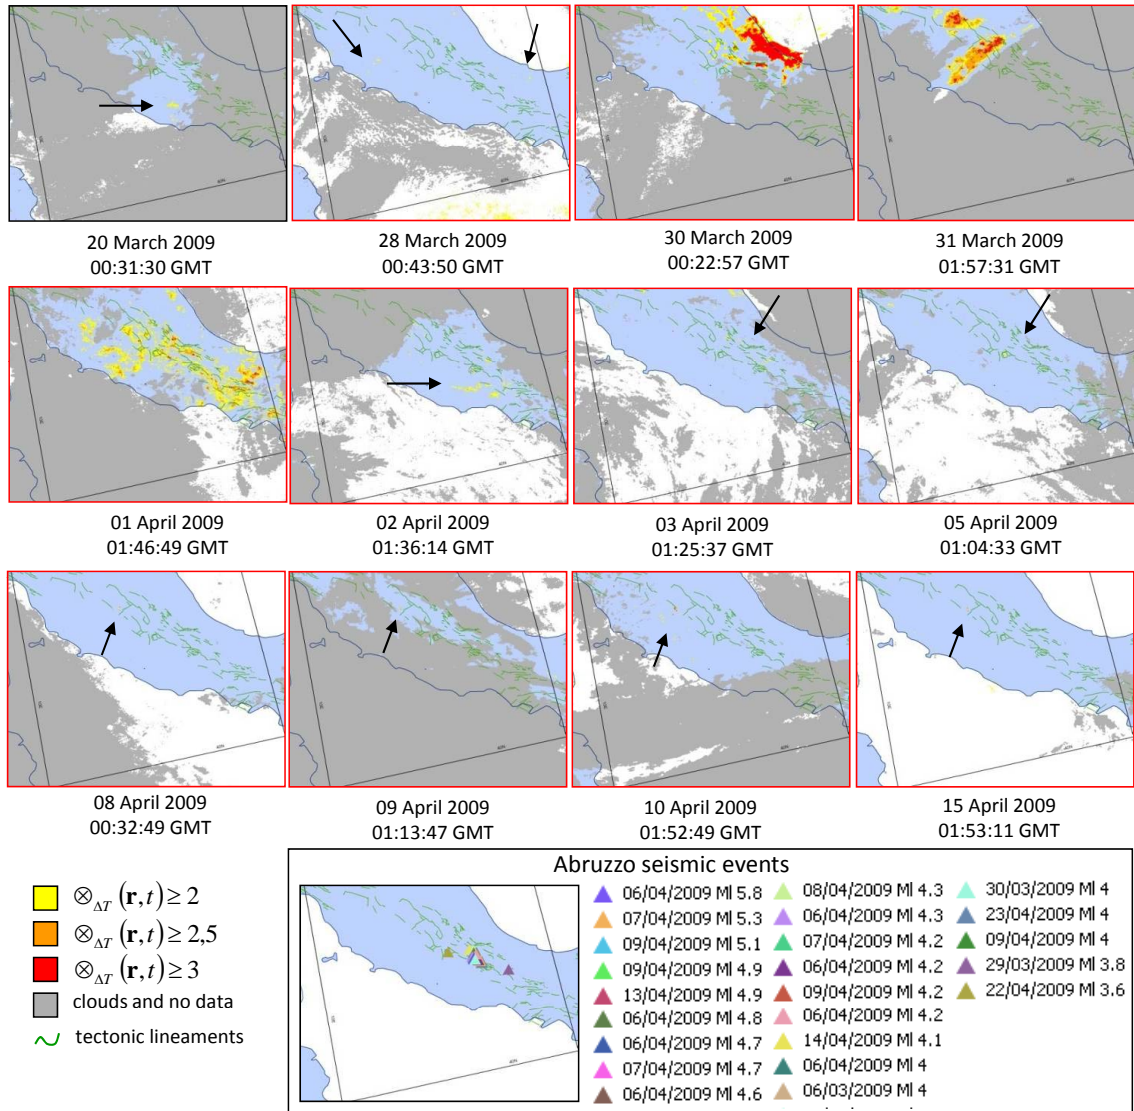 20 March 2009
00:31:30 GMT
28 March 2009
00:43:50 GMT
30 March 2009
00:22:57 GMT
31 March 2009
01:57:31 GMT
01 April 2009
01:46:49 GMT
02 April 2009
01:36:14 GMT
03 April 2009
01:25:37 GMT
05 April 2009
01:04:33 GMT
08 April 2009
00:32:49 GMT
09 April 2009
01:13:47 GMT
10 April 2009
01:52:49 GMT
15 April 2009
01:53:11 GMT
⊗ΔT (r,t) ≥ 2
⊗ΔT (r,t) ≥ 2,5
⊗ΔT (r,t) ≥ 3
clouds and no data
tectonic lineaments
Abruzzo seismic events
06/04/2009 Ml 5.8
07/04/2009 Ml 5.3
09/04/2009 Ml 5.1
09/04/2009 Ml 4.9
13/04/2009 Ml 4.9
06/04/2009 Ml 4.8
06/04/2009 Ml 4.7
07/04/2009 Ml 4.7
06/04/2009 Ml 4.6
08/04/2009 Ml 4.3
06/04/2009 Ml 4.3
07/04/2009 Ml 4.2
06/04/2009 Ml 4.2
09/04/2009 Ml 4.2
06/04/2009 Ml 4.2
14/04/2009 Ml 4.1
06/04/2009 Ml 4
06/03/2009 Ml 4
30/03/2009 Ml 4
23/04/2009 Ml 4
09/04/2009 Ml 4
29/03/2009 Ml 3.8
22/04/2009 Ml 3.6